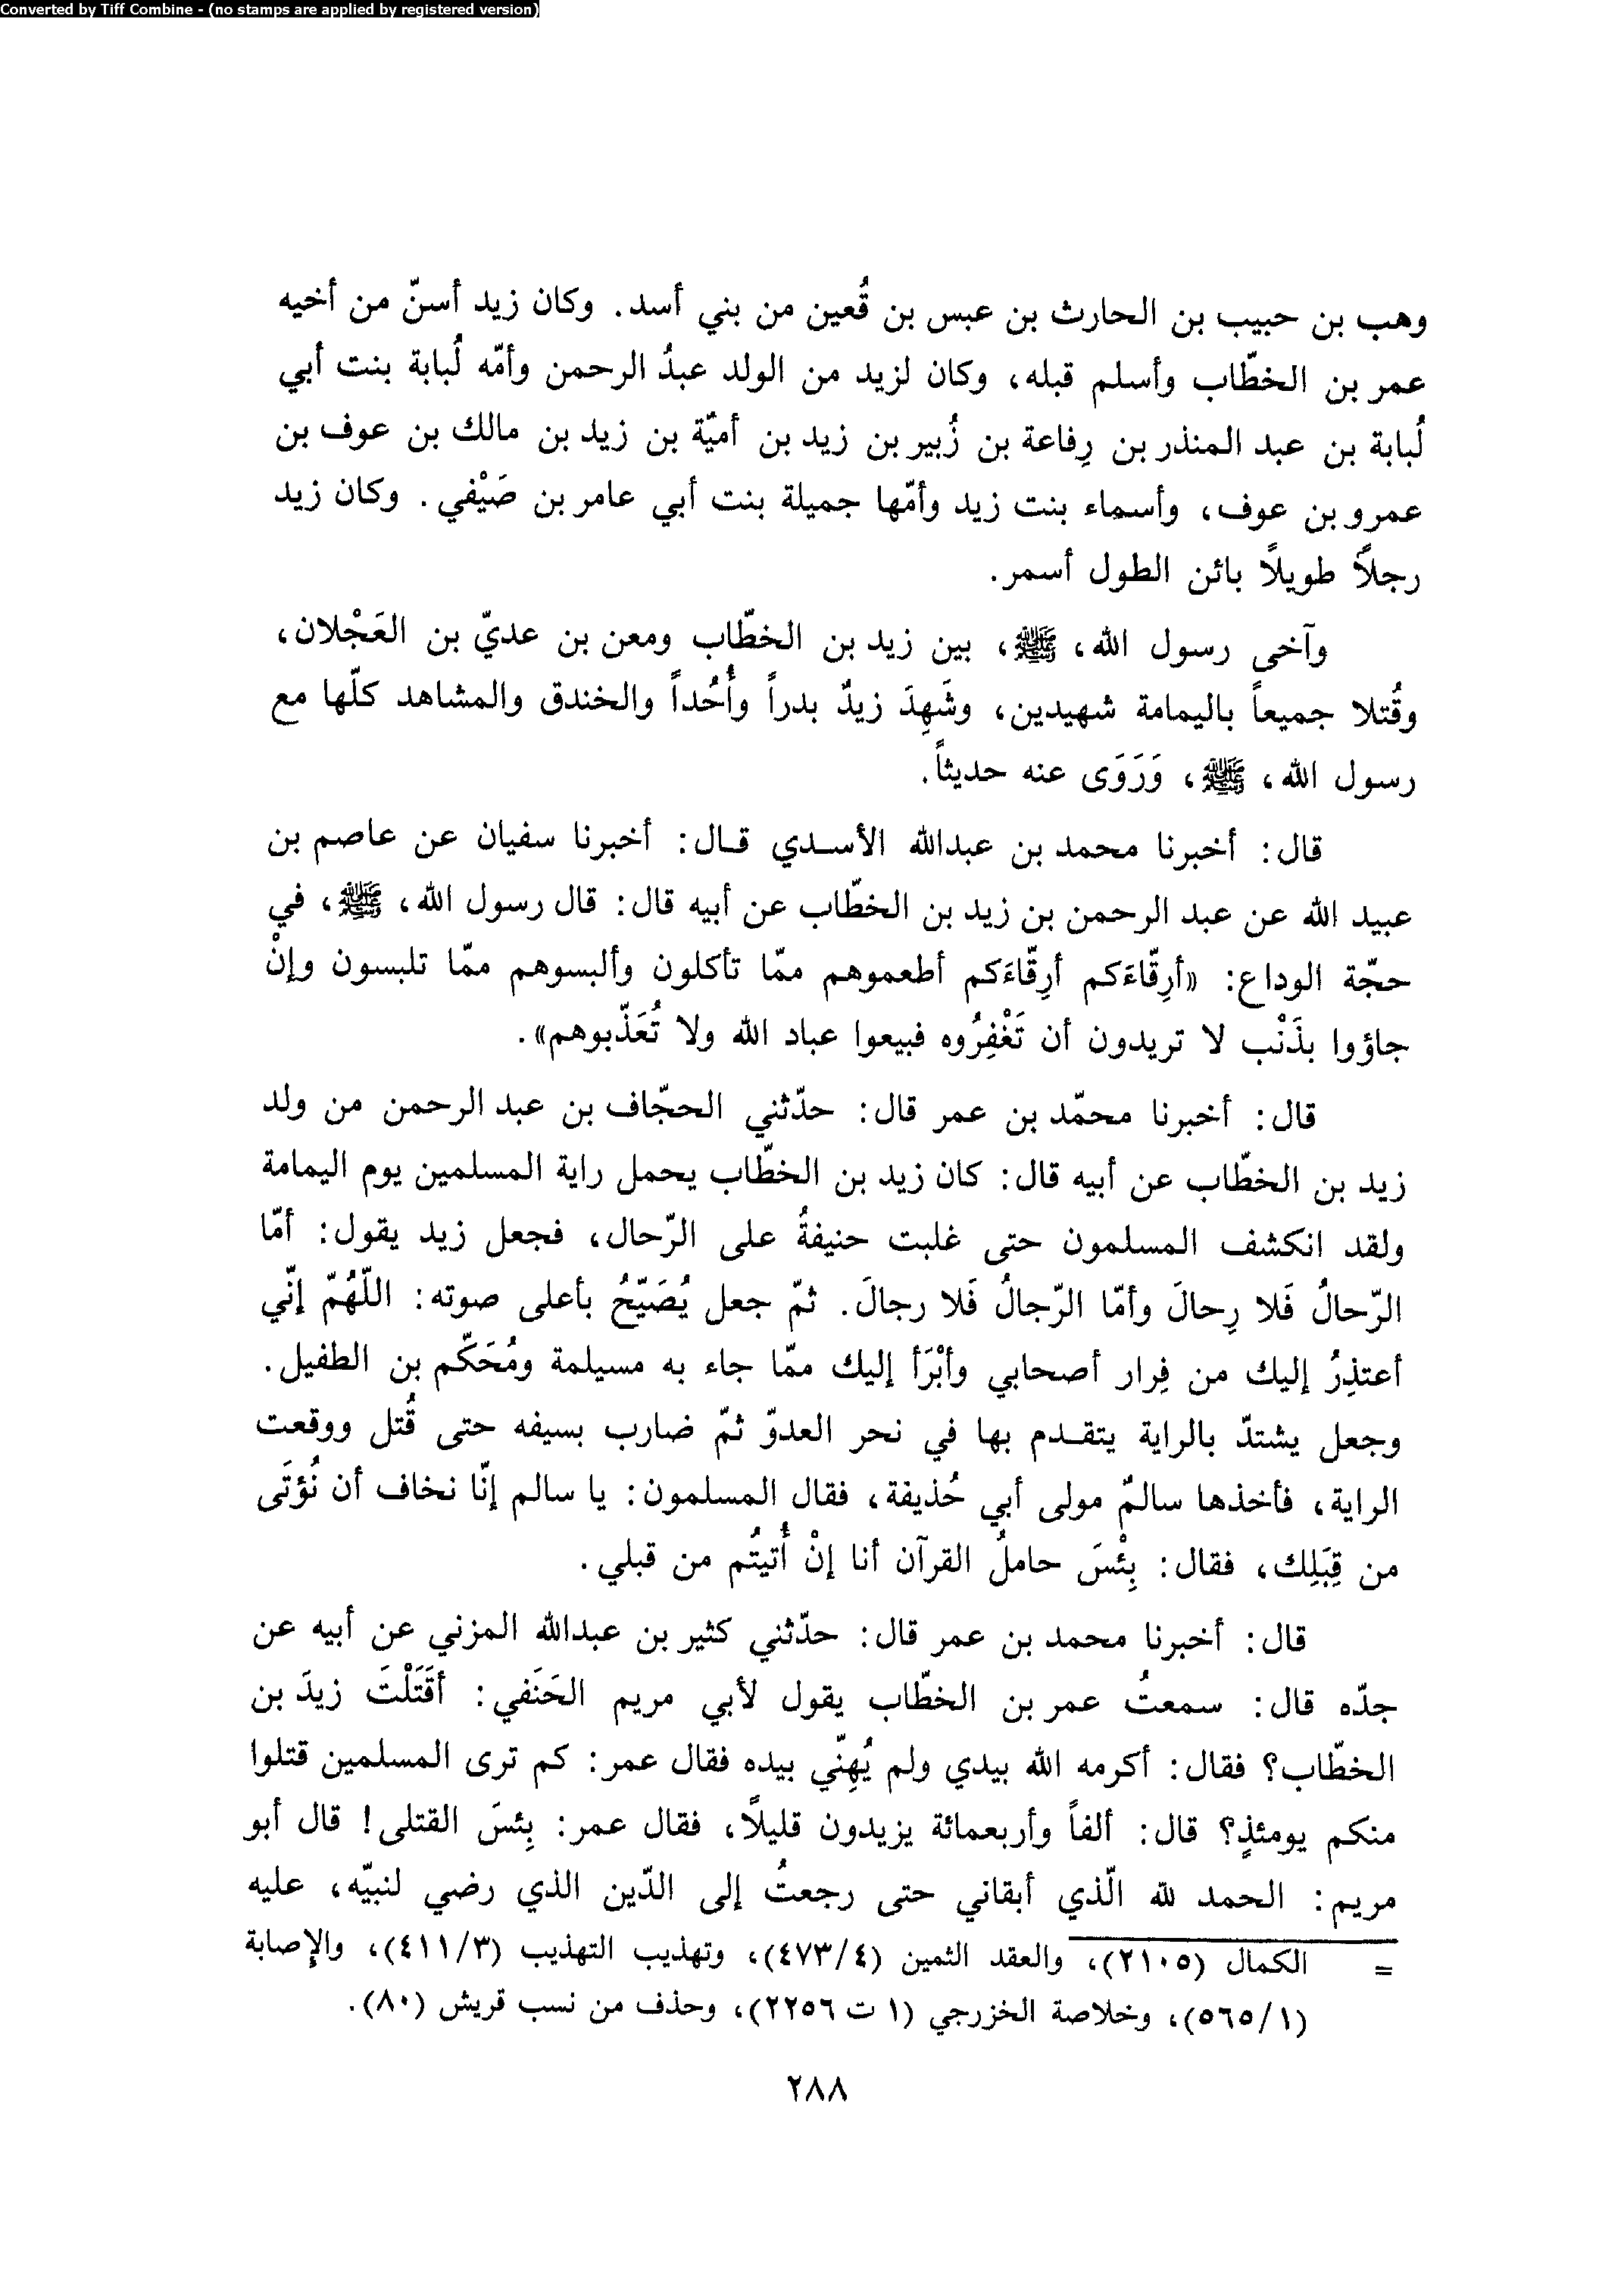 Converted by Tiff Combine - (no stamps are applied by registered version)
وهب بن حبيب بن الحارث بن عبس بن قُعين من بني أسد. وكان زيد أسنّ من أخيه
عمر بن الخطّاب وأسلم قبله، وكان لزيد من الولد عبدُ الرحمن وأمّه لُبابة بنت أبي
لُبابة بن عبد المنذر بن رِفاعة بن زُبير بن زيد بن أميّة بن زيد بن مالك بن عوف بن
عمرو بن عوف، وأسماء بنت زيد وأمّها جميلة بنت أبي عامر بن صَيْفي. وكان زيد
رجلاً طويلاً بائن الطول أسمر.
وآخى رسول الله، ﷺ، بين زيد بن الخطّاب ومعن بن عديّ بن العَجْلان،
وقُتلا جميعاً باليمامة شهيدين، وشَهِدَ زيدٌ بدراً وأُحُداً والخندق والمشاهد كلّها مع
رسول الله، ﷺ، وَرَوَى عنه حديثاً.
قال: أخبرنا محمد بن عبدالله الأسدي قال: أخبرنا سفيان عن عاصم بن
عبيد الله عن عبد الرحمن بن زيد بن الخطّاب عن أبيه قال: قال رسول الله، ﷺ، في
حجّة الوداع: «أرِقّاءَكم أرِقّاءَكم أطعموهم ممّا تأكلون وألبسوهم ممّا تلبسون وإنْ
جاؤوا بذَنْب لا تريدون أن تَغْفِرُوه فبيعوا عباد الله ولا تُعَذّبوهم».
قال: أخبرنا محمّد بن عمر قال: حدّثني الحجّاف بن عبد الرحمن من ولد
زيد بن الخطّاب عن أبيه قال: كان زيد بن الخطّاب يحمل راية المسلمين يوم اليمامة
ولقد انكشف المسلمون حتى غلبت حنيفةُ على الرّحال، فجعل زيد يقول: أمّا
الرّحالُ فَلا رِحالَ وأمّا الرّجالُ فَلا رجالَ. ثمّ جعل يُصَيّحُ بأعلى صوته: اللّهُمّ إنّي
أعتذِرُ إليك من فِرار أصحابي وأبْرَأ إليك ممّا جاء به مسيلمة ومُحَكّم بن الطفيل.
وجعل يشتدّ بالراية يتقدم بها في نحر العدوّ ثمّ ضارب بسيفه حتى قُتل ووقعت
الراية، فأخذها سالمٌ مولى أبي حُذيفة، فقال المسلمون: يا سالم إنّا نخاف أن نُؤتَى
من قِبَلِك، فقال: بِئْسَ حاملُ القرآن أنا إنْ أُتيتُم من قبلي.
قال: أخبرنا محمد بن عمر قال: حدّثني كثير بن عبدالله المزني عن أبيه عن
جدّه قال: سمعتُ عمر بن الخطّاب يقول لأبي مريم الحَنَفي: أقَتَلْتَ زيدَ بن
الخطّاب؟ فقال: أكرمه الله بيدي ولم يُهِنّي بيده فقال عمر: كم ترى المسلمين قتلوا
منكم يومئذٍ؟ قال: ألفاً وأربعمائة يزيدون قليلاً، فقال عمر: بِئسَ القتلى! قال أبو
مريم: الحمد لله الّذي أبقاني حتى رجعتُ إلى الدّين الذي رضي لنبيّه، عليه
= الكمال (٢١٠٥)، والعقد الثمين (٤٧٣/٤)، وتهذيب التهذيب (٤١١/٣)، والإصابة
(٥٦٥/١)، وخلاصة الخزرجي (١ ت ٢٢٥٦)، وحذف من نسب قريش (٨٠).
٢٨٨